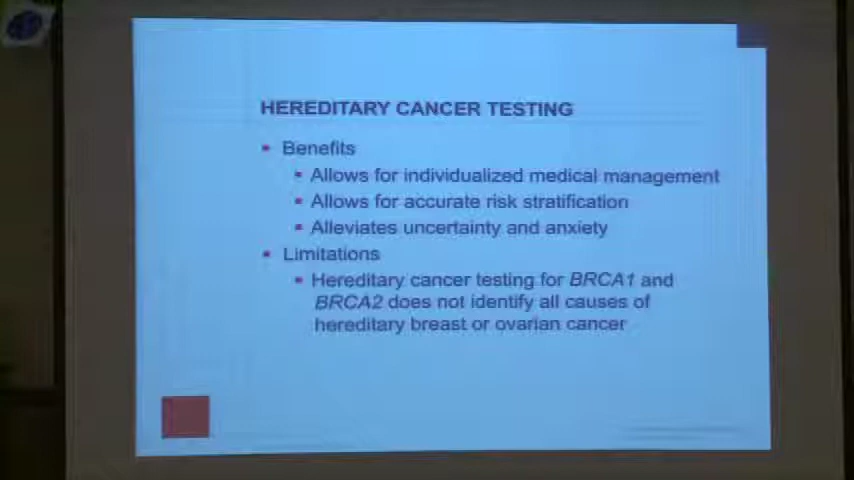 HEREDITARY CANCER TESTING
▪ Benefits
▪ Allows for individualized medical management
▪ Allows for accurate risk stratification
▪ Alleviates uncertainty and anxiety
▪ Limitations
▪ Hereditary cancer testing for BRCA1 and
BRCA2 does not identify all causes of
hereditary breast or ovarian cancer